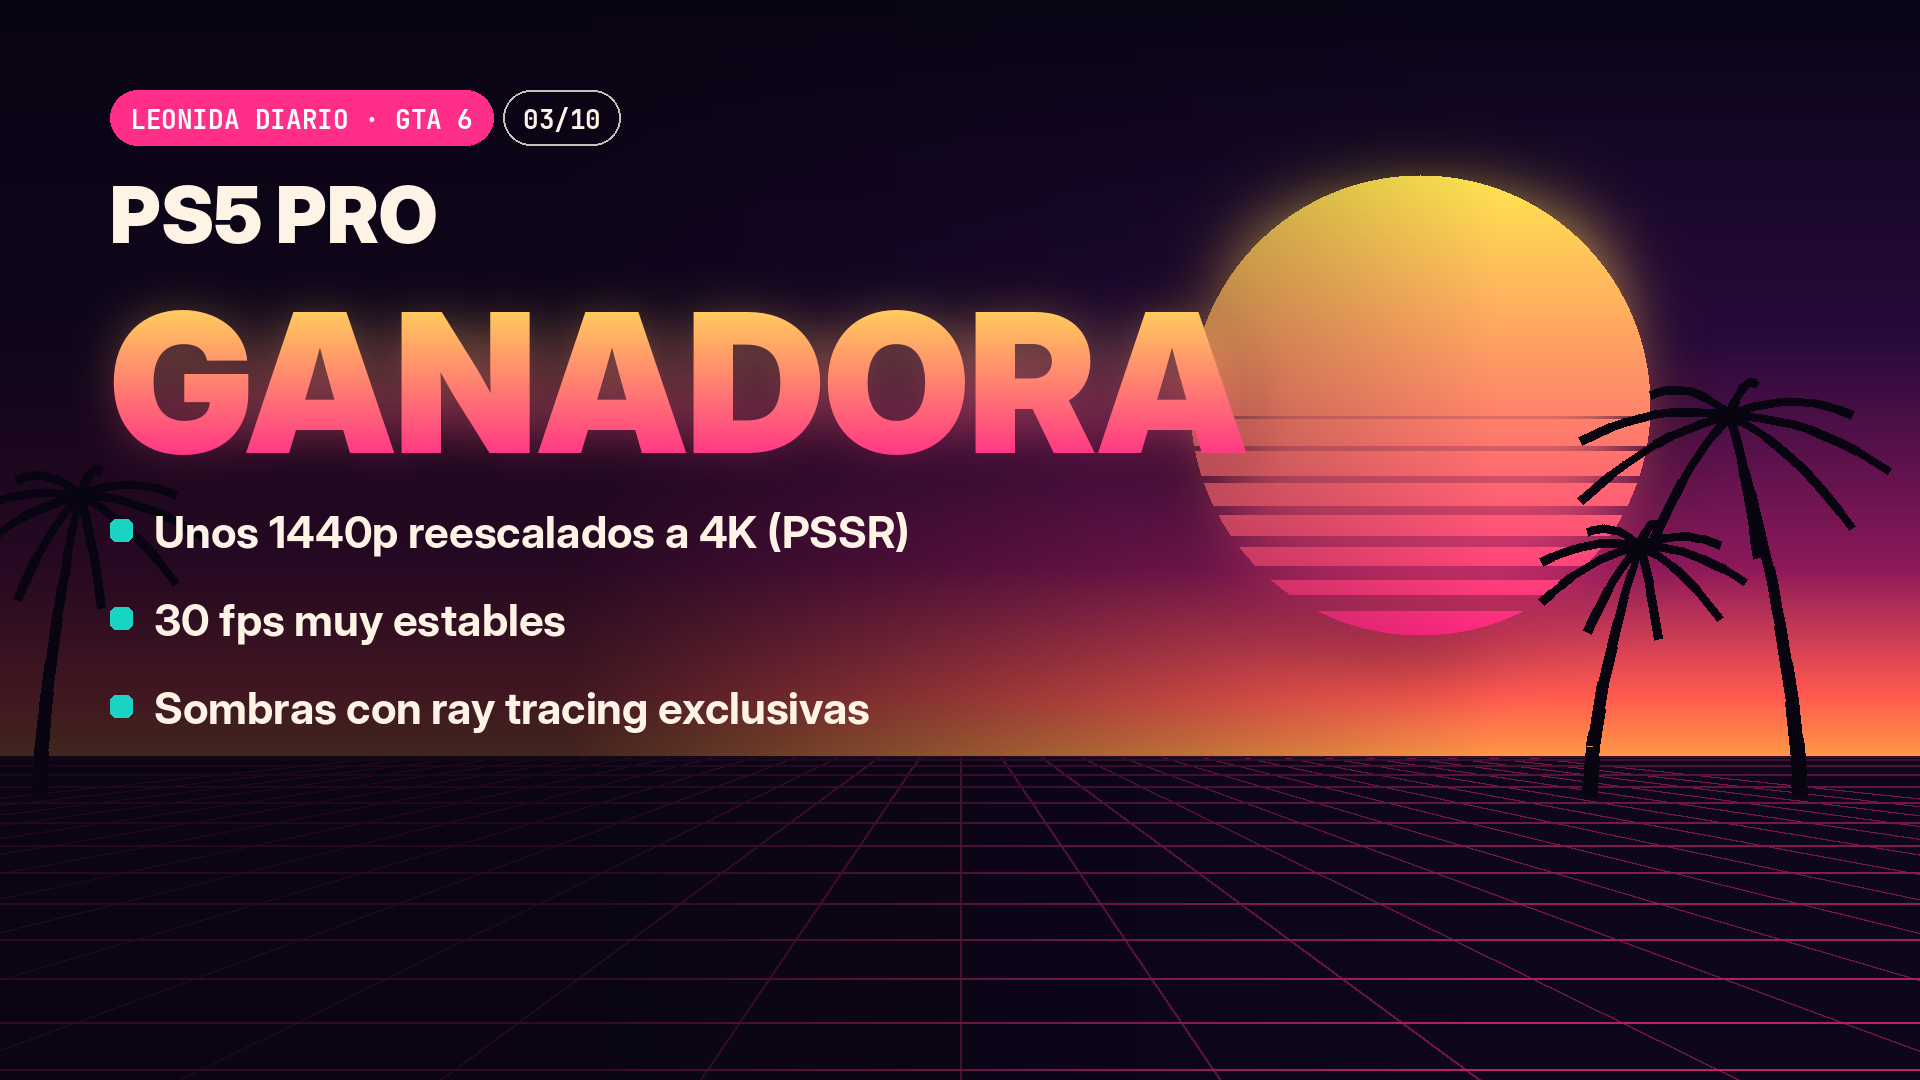 LEONIDA DIARIO · GTA 6 03/10
PS5 PRO
GANADORA
Unos 1440p reescalados a 4K (PSSR)
30 fps muy estables
Sombras con ray tracing exclusivas